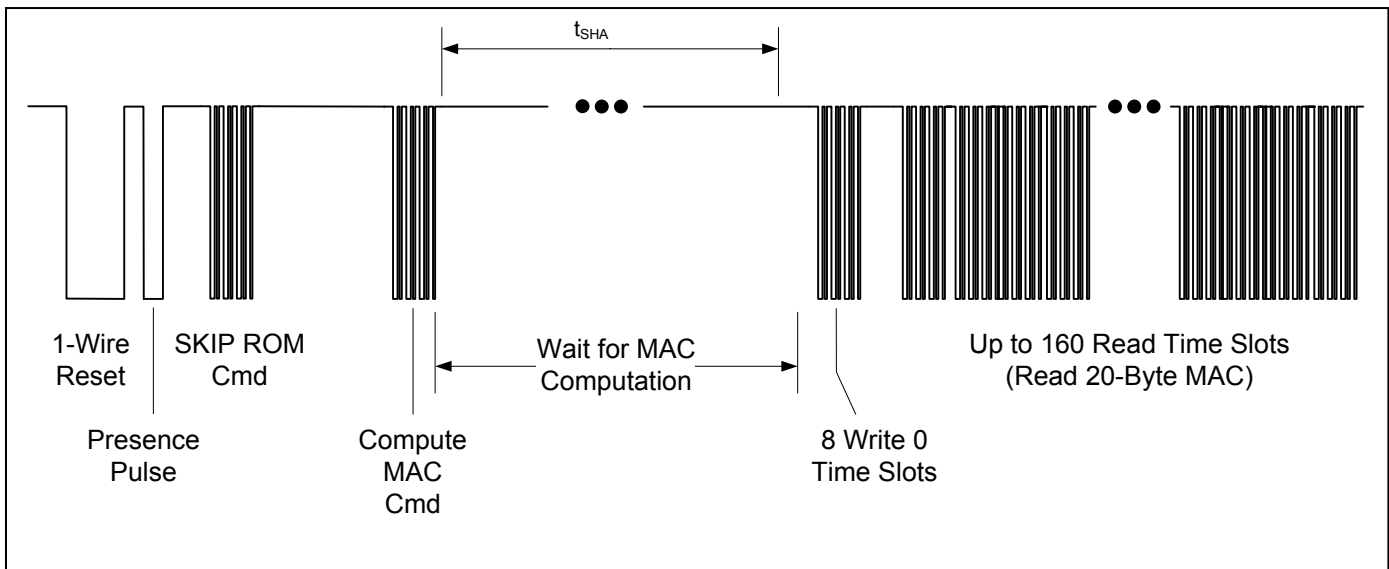 tSHA
1-Wire
Reset
SKIP ROM
Cmd
Wait for MAC
Computation
Up to 160 Read Time Slots
(Read 20-Byte MAC)
Presence
Pulse
Compute
MAC
Cmd
8 Write 0
Time Slots